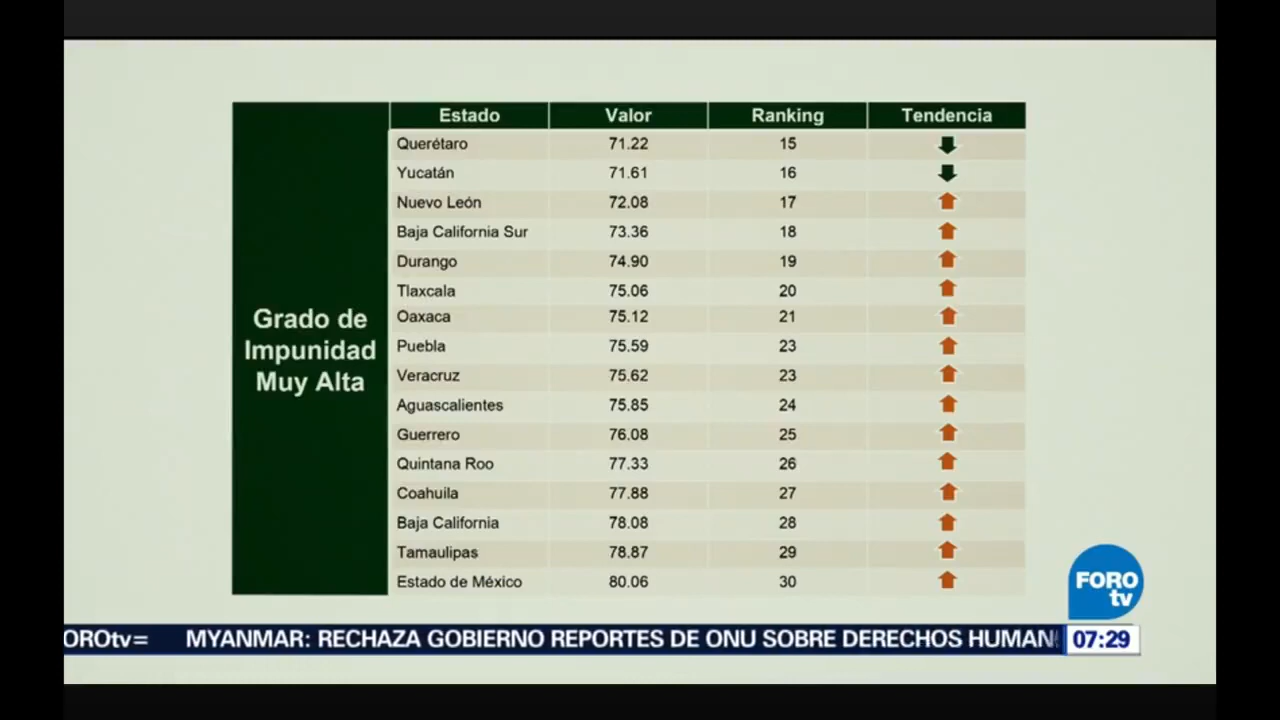 Estado Valor Ranking Tendencia
Grado de
Impunidad
Muy Alta
Querétaro 71.22 15
Yucatán 71.61 16
Nuevo León 72.08 17
Baja California Sur 73.36 18
Durango 74.90 19
Tlaxcala 75.06 20
Oaxaca 75.12 21
Puebla 75.59 23
Veracruz 75.62 23
Aguascalientes 75.85 24
Guerrero 76.08 25
Quintana Roo 77.33 26
Coahuila 77.88 27
Baja California 78.08 28
Tamaulipas 78.87 29
Estado de México 80.06 30
FORO
tv
OROtv= MYANMAR: RECHAZA GOBIERNO REPORTES DE ONU SOBRE DERECHOS HUMAN 07:29